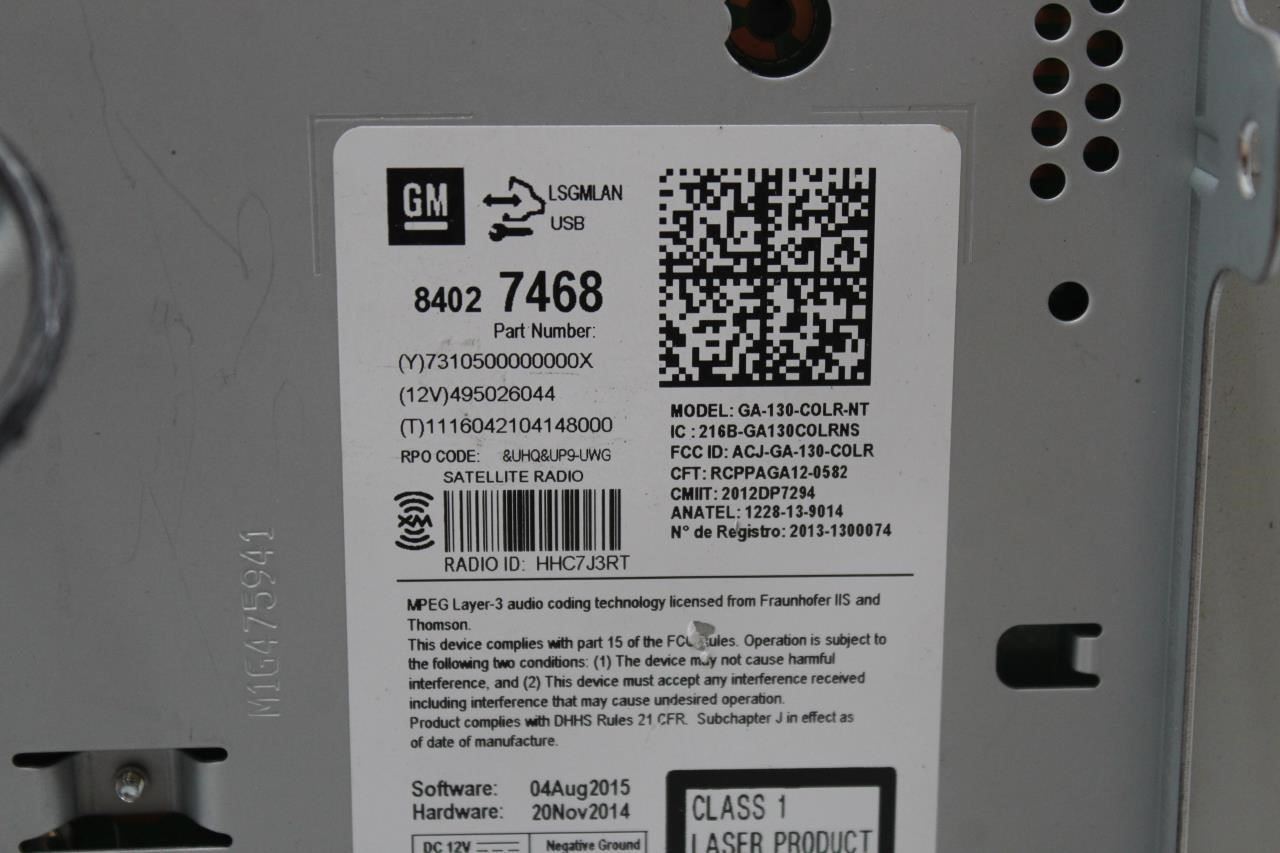 GM
LSGMLAN
USB
8402 7468
Part Number:
(Y)7310500000000X
(12V)495026044
(T)1116042104148000
RPO CODE: &UHQ&UP9-UWG
SATELLITE RADIO
XM
RADIO ID: HHC7J3RT
MODEL: GA-130-COLR-NT
IC : 216B-GA130COLRNS
FCC ID: ACJ-GA-130-COLR
CFT: RCPPAGA12-0582
CMIIT: 2012DP7294
ANATEL: 1228-13-9014
N° de Registro: 2013-1300074
MPEG Layer-3 audio coding technology licensed from Fraunhofer IIS and
Thomson.
This device complies with part 15 of the FCC Rules. Operation is subject to
the following two conditions: (1) The device may not cause harmful
interference, and (2) This device must accept any interference received
including interference that may cause undesired operation.
Product complies with DHHS Rules 21 CFR. Subchapter J in effect as
of date of manufacture.
Software: 04Aug2015
Hardware: 20Nov2014
DC 12V
Negative Ground
CLASS 1
LASER PRODUCT
M16475941